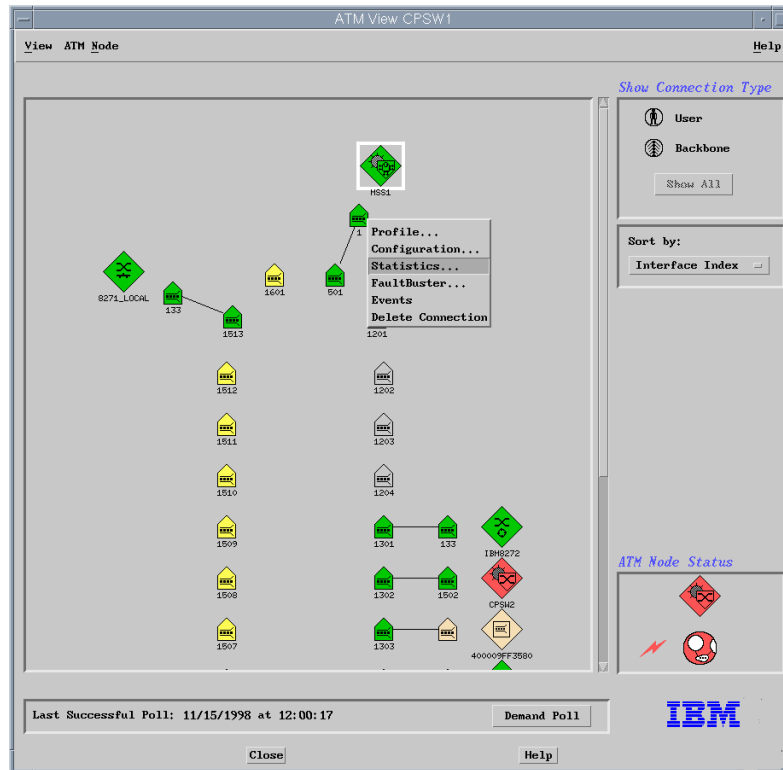 ATM View CPSW1
View ATM Node Help
Show Connection Type
User
Backbone
Show All
Sort by:
Interface Index
HSS1
1
Profile...
Configuration...
Statistics...
FaultBuster...
Events
Delete Connection
8271_LOCAL
133
1513
1601
501
1201
1512
1202
1511
1203
1510
1204
1509
1301
133
IBM8272
1508
1302
1502
CPSW2
1507
1303
400009FF3580
ATM Node Status
Last Successful Poll: 11/15/1998 at 12:00:17
Demand Poll
IBM
Close
Help